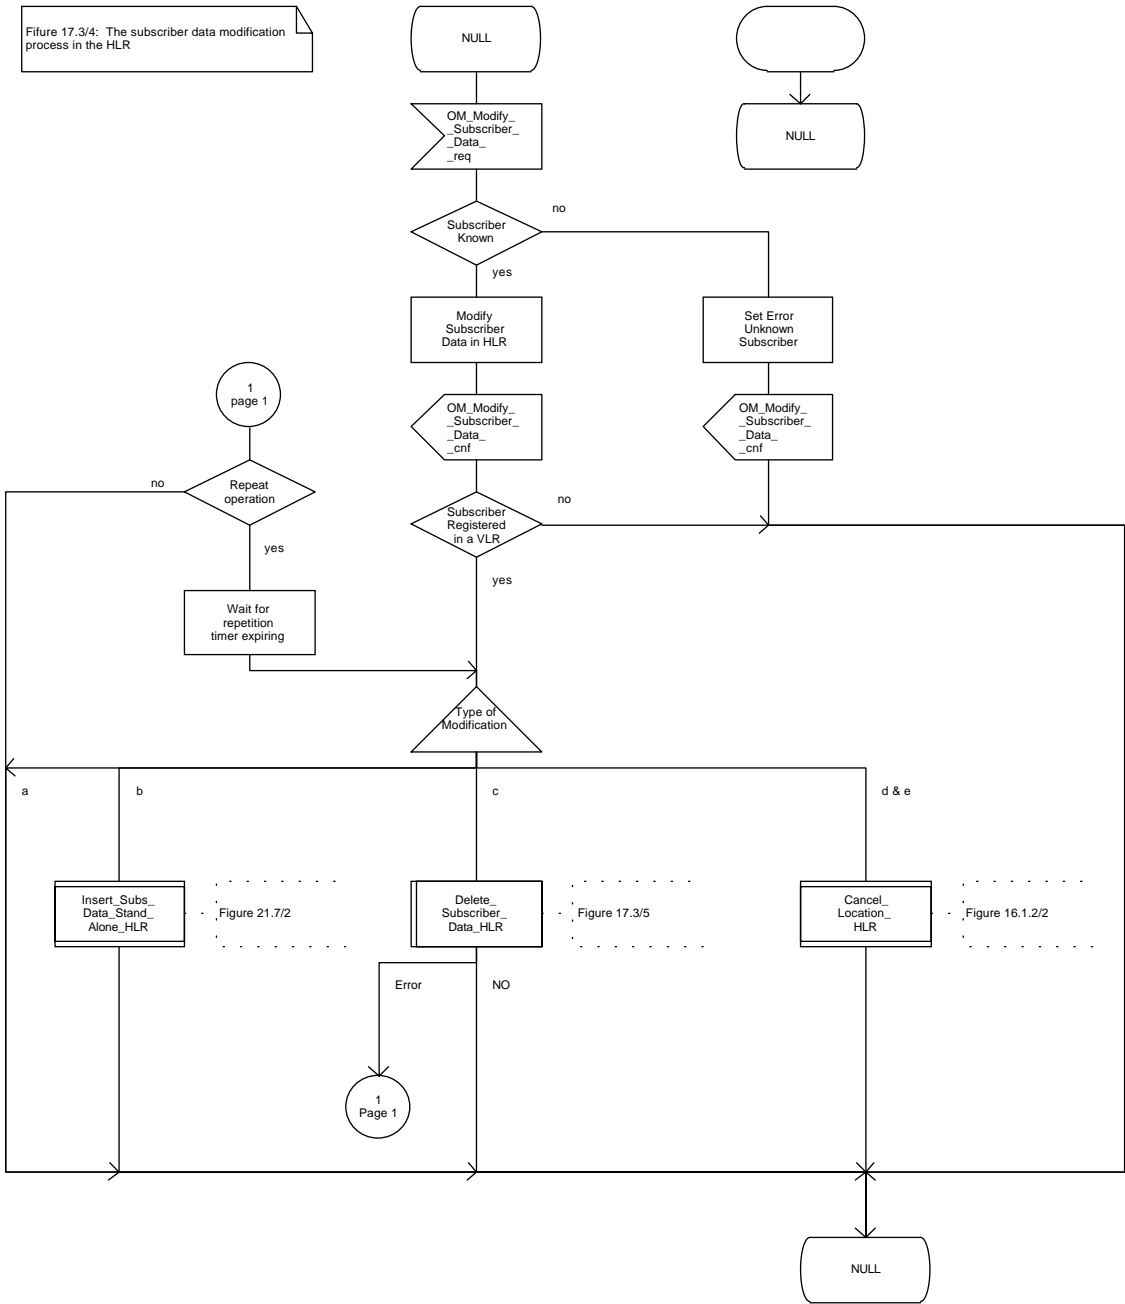 Fifure 17.3/4:  The subscriber data modification
process in the HLR
NULL
NULL
OM_Modify_
_Subscriber_
_Data_
_req
Subscriber
Known
no
yes
Modify
Subscriber
Data in HLR
Set Error
Unknown
Subscriber
1
page 1
OM_Modify_
_Subscriber_
_Data_
_cnf
OM_Modify_
_Subscriber_
_Data_
_cnf
Repeat
operation
no
yes
Subscriber
Registered
in a VLR
no
yes
Wait for
repetition
timer expiring
Type of
Modification
a
b
c
d & e
Insert_Subs_
Data_Stand_
Alone_HLR
Figure 21.7/2
Delete_
Subscriber_
Data_HLR
Figure 17.3/5
Cancel_
Location_
HLR
Figure 16.1.2/2
Error
NO
1
Page 1
NULL